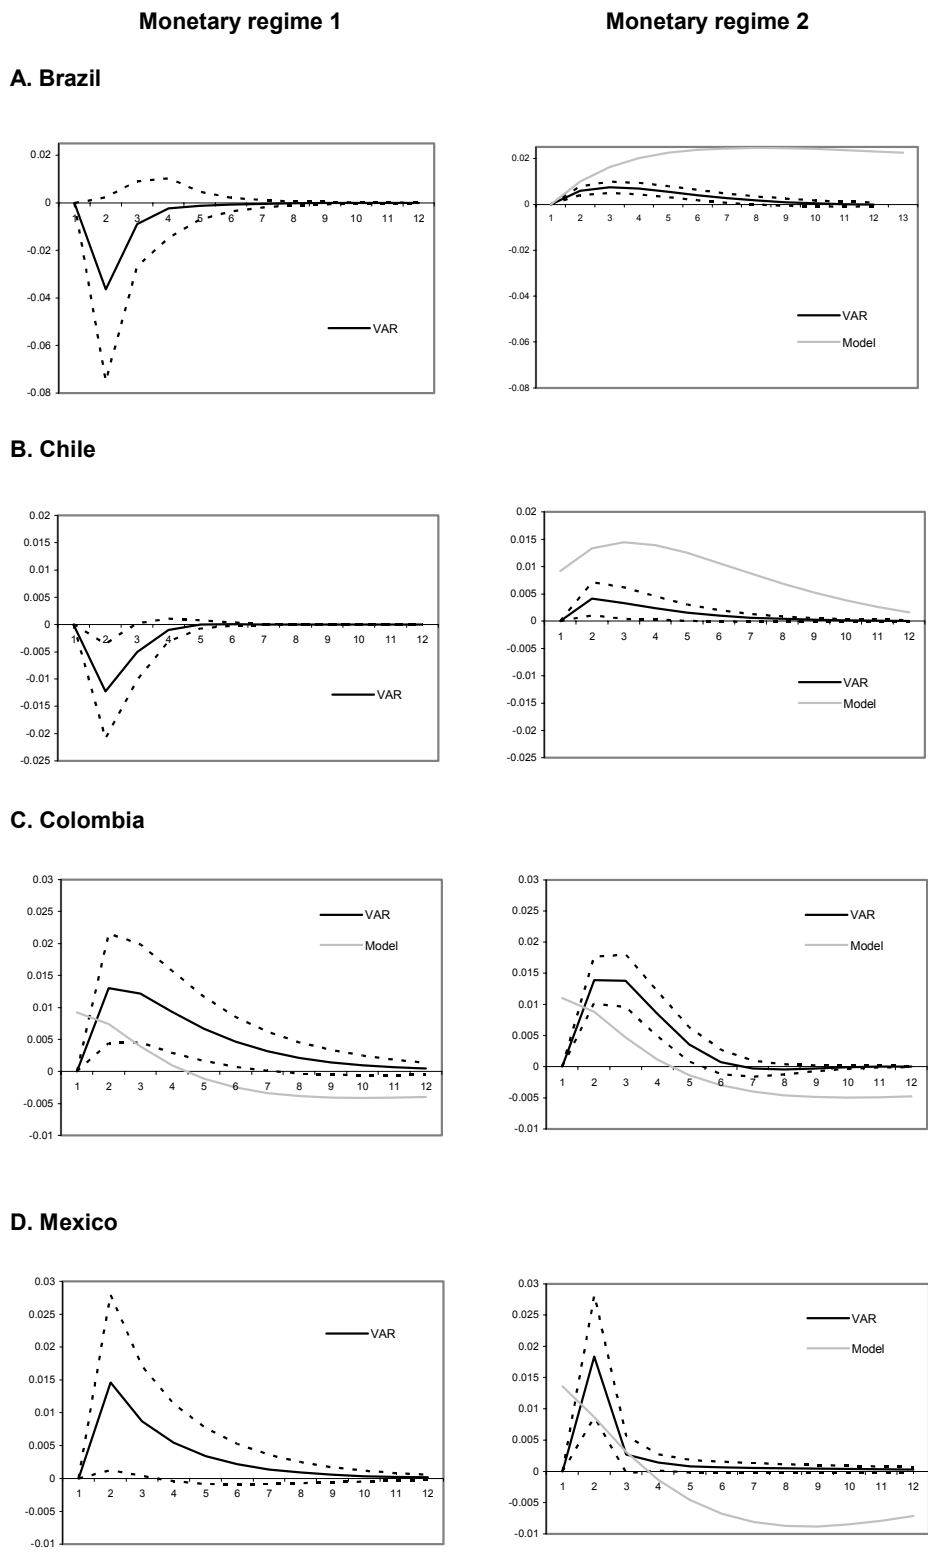 Monetary regime 1 Monetary regime 2
A. Brazil
0.02
0
-0.02
-0.04
-0.06
-0.08
1 2 3 4 5 6 7 8 9 10 11 12
VAR
0.02
0
-0.02
-0.04
-0.06
-0.08
1 2 3 4 5 6 7 8 9 10 11 12 13
VAR
Model
B. Chile
0.02
0.015
0.01
0.005
0
-0.005
-0.01
-0.015
-0.02
-0.025
1 2 3 4 5 6 7 8 9 10 11 12
VAR
0.02
0.015
0.01
0.005
0
-0.005
-0.01
-0.015
-0.02
-0.025
1 2 3 4 5 6 7 8 9 10 11 12
VAR
Model
C. Colombia
0.03
0.025
0.02
0.015
0.01
0.005
0
-0.005
-0.01
1 2 3 4 5 6 7 8 9 10 11 12
VAR
Model
0.03
0.025
0.02
0.015
0.01
0.005
0
-0.005
-0.01
1 2 3 4 5 6 7 8 9 10 11 12
VAR
Model
D. Mexico
0.03
0.025
0.02
0.015
0.01
0.005
0
-0.005
-0.01
1 2 3 4 5 6 7 8 9 10 11 12
VAR
0.03
0.025
0.02
0.015
0.01
0.005
0
-0.005
-0.01
1 2 3 4 5 6 7 8 9 10 11 12
VAR
Model